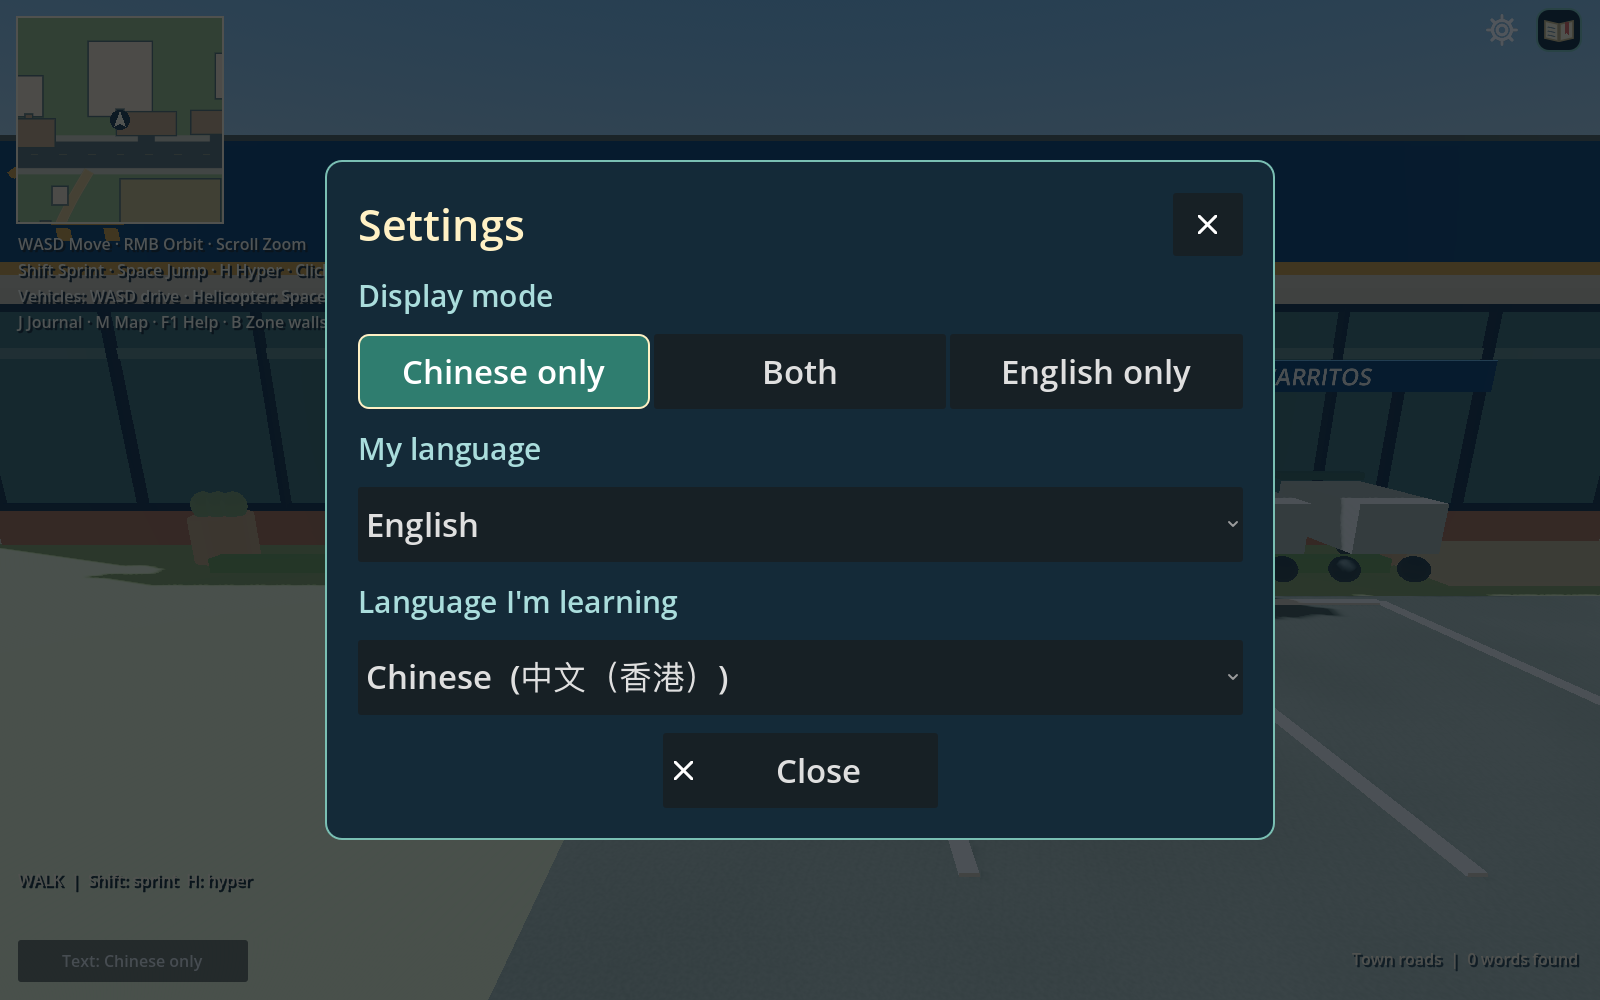 WASD Move · RMB Orbit · Scroll Zoom
Shift Sprint · Space Jump · H Hyper · Clic
Vehicles: WASD drive · Helicopter: Space
J Journal · M Map · F1 Help · B Zone walls
Settings
Display mode
Chinese only
Both
English only
My language
English
Language I'm learning
Chinese (中文（香港）)
Close
ARRITOS
WALK | Shift: sprint H: hyper
Text: Chinese only
Town roads | 0 words found